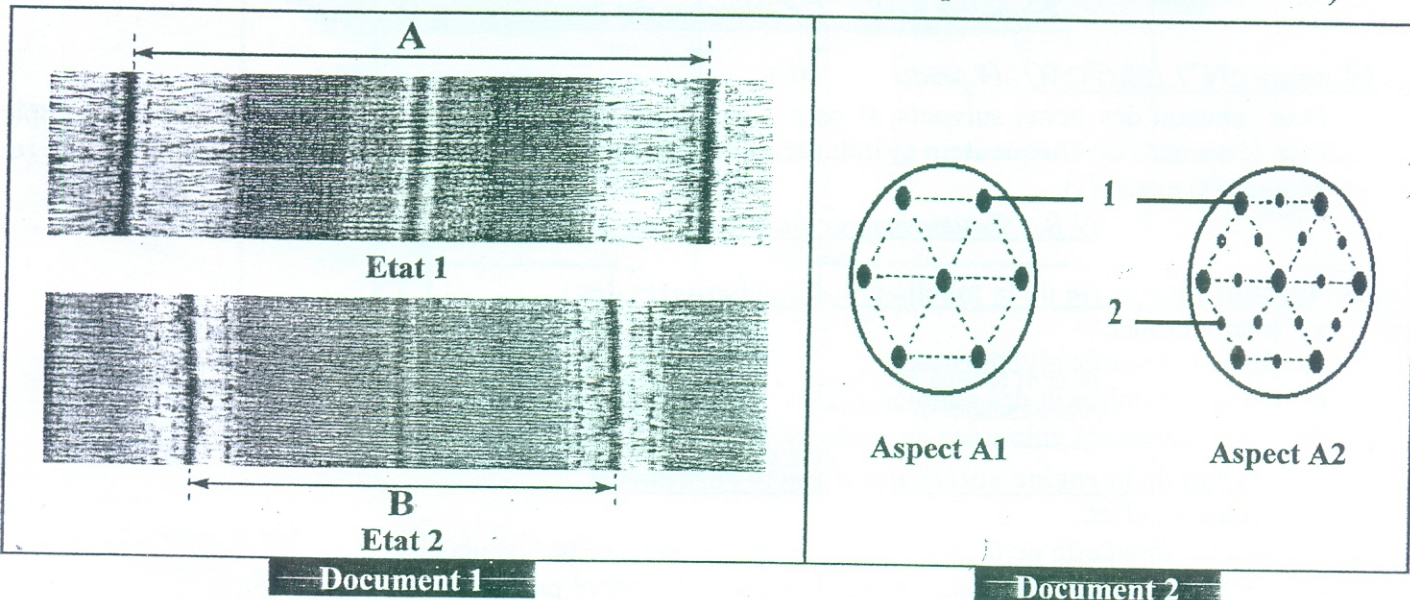 A
Etat 1
B
Etat 2
Document 1
1
2
Aspect A1
Aspect A2
Document 2